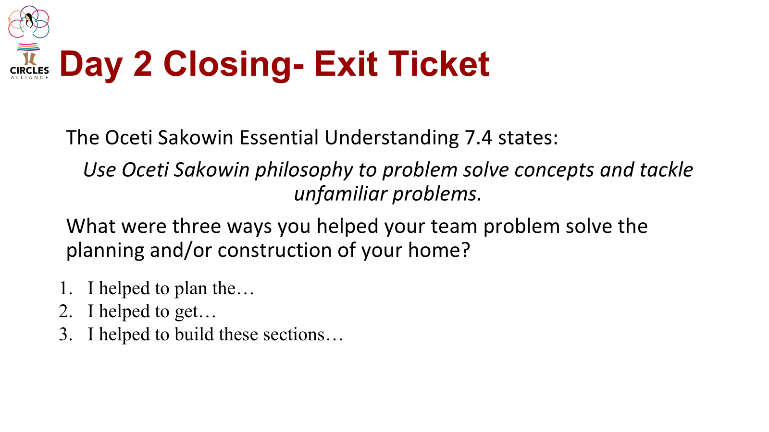 CIRCLES
ALLIANCE
Day 2 Closing- Exit Ticket
The Oceti Sakowin Essential Understanding 7.4 states:
Use Oceti Sakowin philosophy to problem solve concepts and tackle
unfamiliar problems.
What were three ways you helped your team problem solve the
planning and/or construction of your home?
1. I helped to plan the…
2. I helped to get…
3. I helped to build these sections…